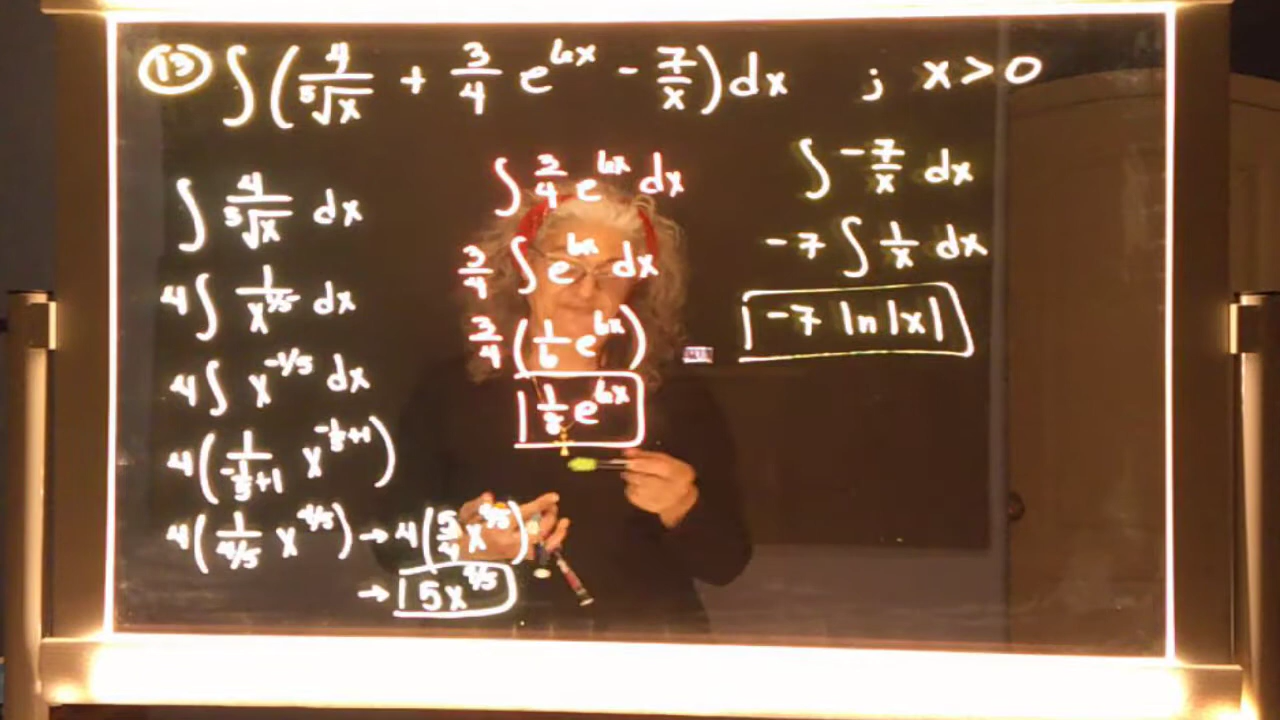 (13) ∫(4/⁵√x + 3/4 e^{6x} - 7/x)dx ; x>0
∫ 4/⁵√x dx
4∫ 1/x^{1/5} dx
4∫ x^{-1/5} dx
4(1/(-1/5+1) x^{-1/5+1})
4(1/(4/5) x^{4/5}) → 4(5/4 x^{4/5})
→ 5x^{4/5}
∫ 3/4 e^{6x} dx
3/4 ∫ e^{6x} dx
3/4 (1/6 e^{6x})
1/8 e^{6x}
∫ -7/x dx
-7 ∫ 1/x dx
-7 ln|x|